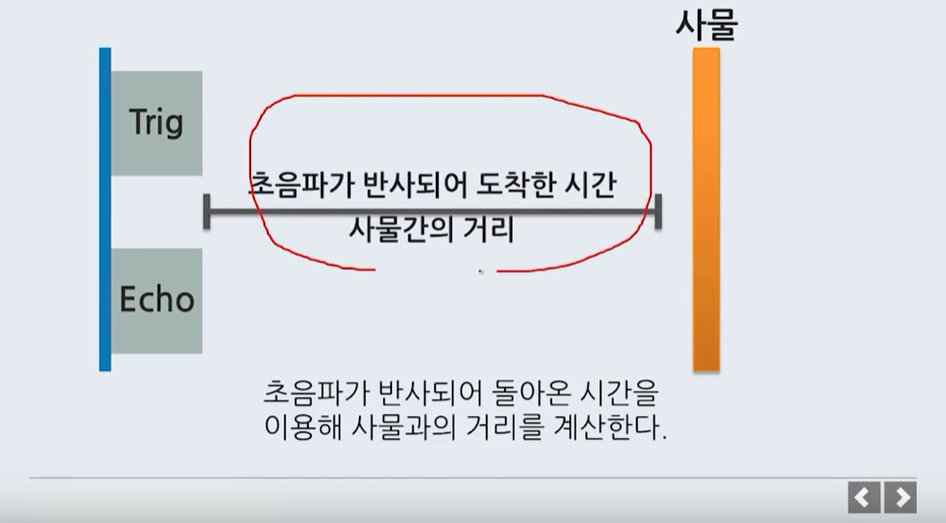 사물
Trig
초음파가 반사되어 도착한 시간
사물간의 거리
Echo
초음파가 반사되어 돌아온 시간을
이용해 사물과의 거리를 계산한다.